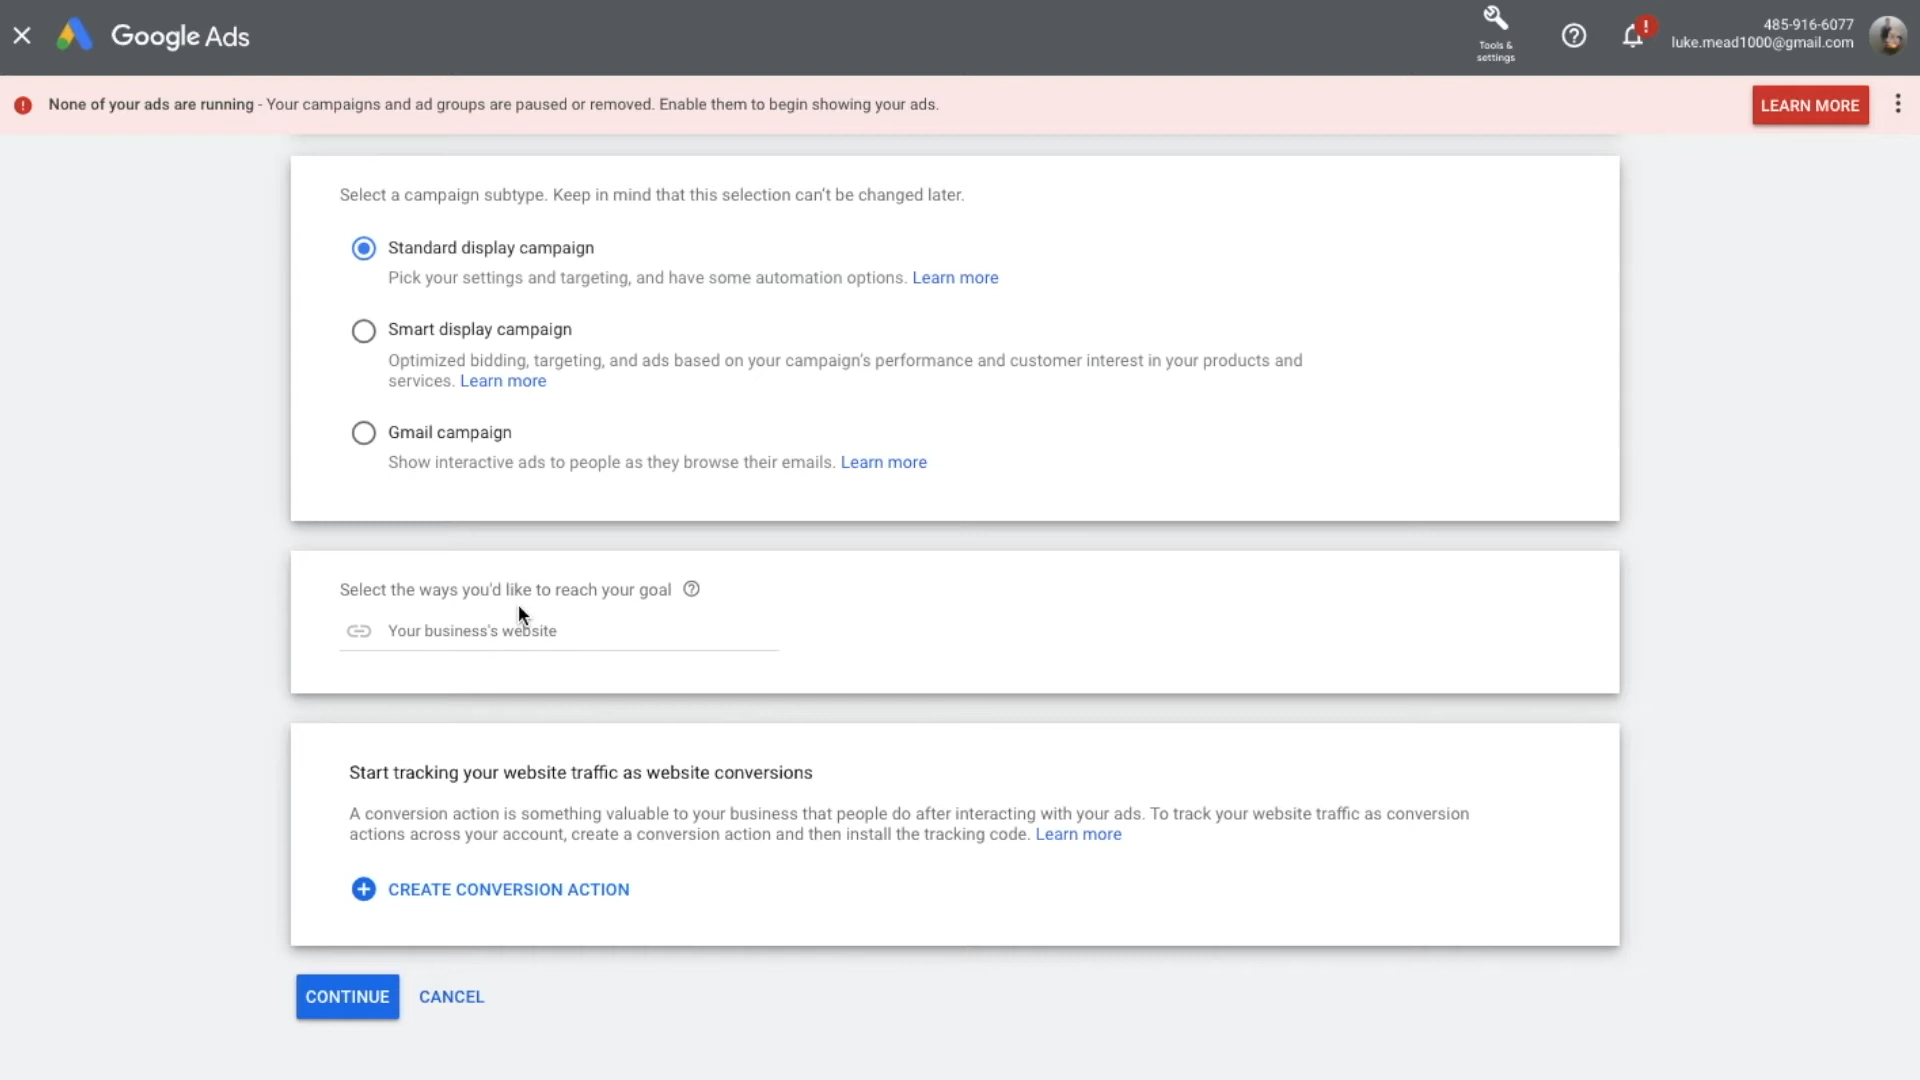 Google Ads
Tools &
settings
485-916-6077
luke.mead1000@gmail.com
None of your ads are running - Your campaigns and ad groups are paused or removed. Enable them to begin showing your ads.
LEARN MORE
Select a campaign subtype. Keep in mind that this selection can't be changed later.
Standard display campaign
Pick your settings and targeting, and have some automation options. Learn more
Smart display campaign
Optimized bidding, targeting, and ads based on your campaign's performance and customer interest in your products and
services. Learn more
Gmail campaign
Show interactive ads to people as they browse their emails. Learn more
Select the ways you'd like to reach your goal
Your business's website
Start tracking your website traffic as website conversions
A conversion action is something valuable to your business that people do after interacting with your ads. To track your website traffic as conversion
actions across your account, create a conversion action and then install the tracking code. Learn more
CREATE CONVERSION ACTION
CONTINUE
CANCEL